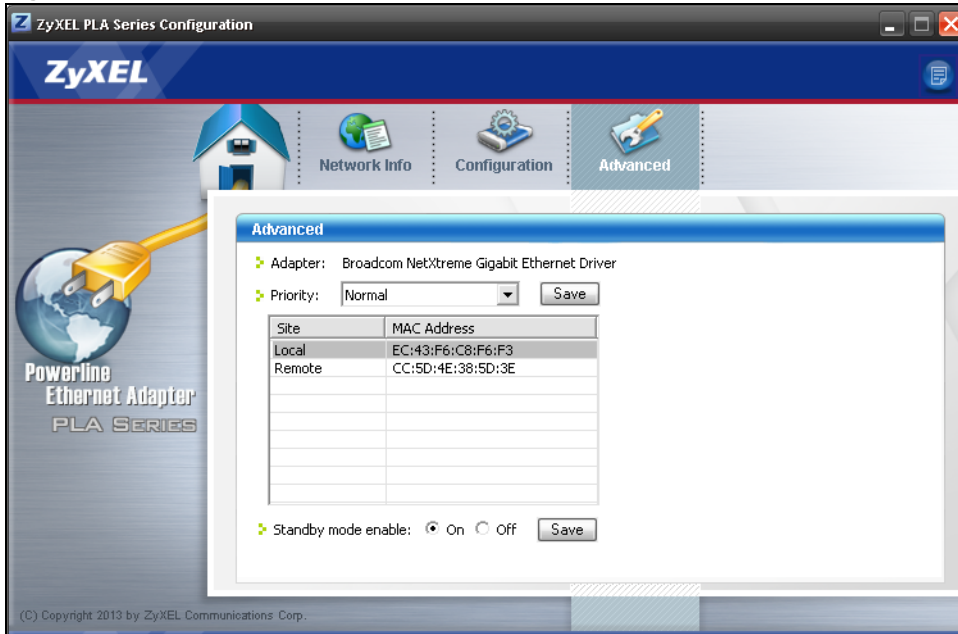 ZyXEL PLA Series Configuration
ZyXEL
Network Info
Configuration
Advanced
Advanced
Adapter: Broadcom NetXtreme Gigabit Ethernet Driver
Priority: Normal Save
Site MAC Address
Local EC:43:F6:C8:F6:F3
Remote CC:5D:4E:38:5D:3E
Powerline
Ethernet Adapter
PLA SERIES
Standby mode enable: On Off Save
(C) Copyright 2013 by ZyXEL Communications Corp.